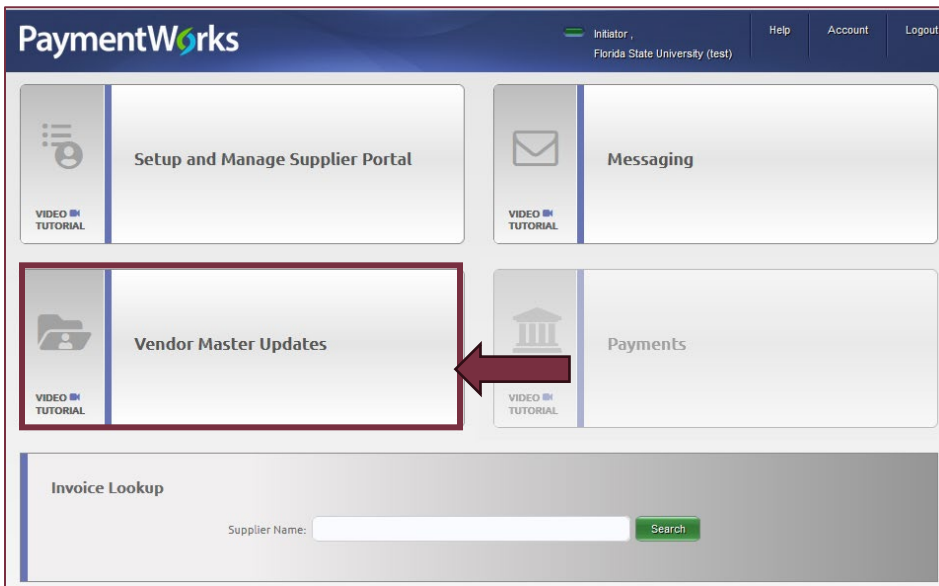 PaymentWorks
Initiator ,
Florida State University (test)
Help
Account
Logout
Setup and Manage Supplier Portal
VIDEO
TUTORIAL
Messaging
VIDEO
TUTORIAL
Vendor Master Updates
VIDEO
TUTORIAL
Payments
VIDEO
TUTORIAL
Invoice Lookup
Supplier Name:
Search